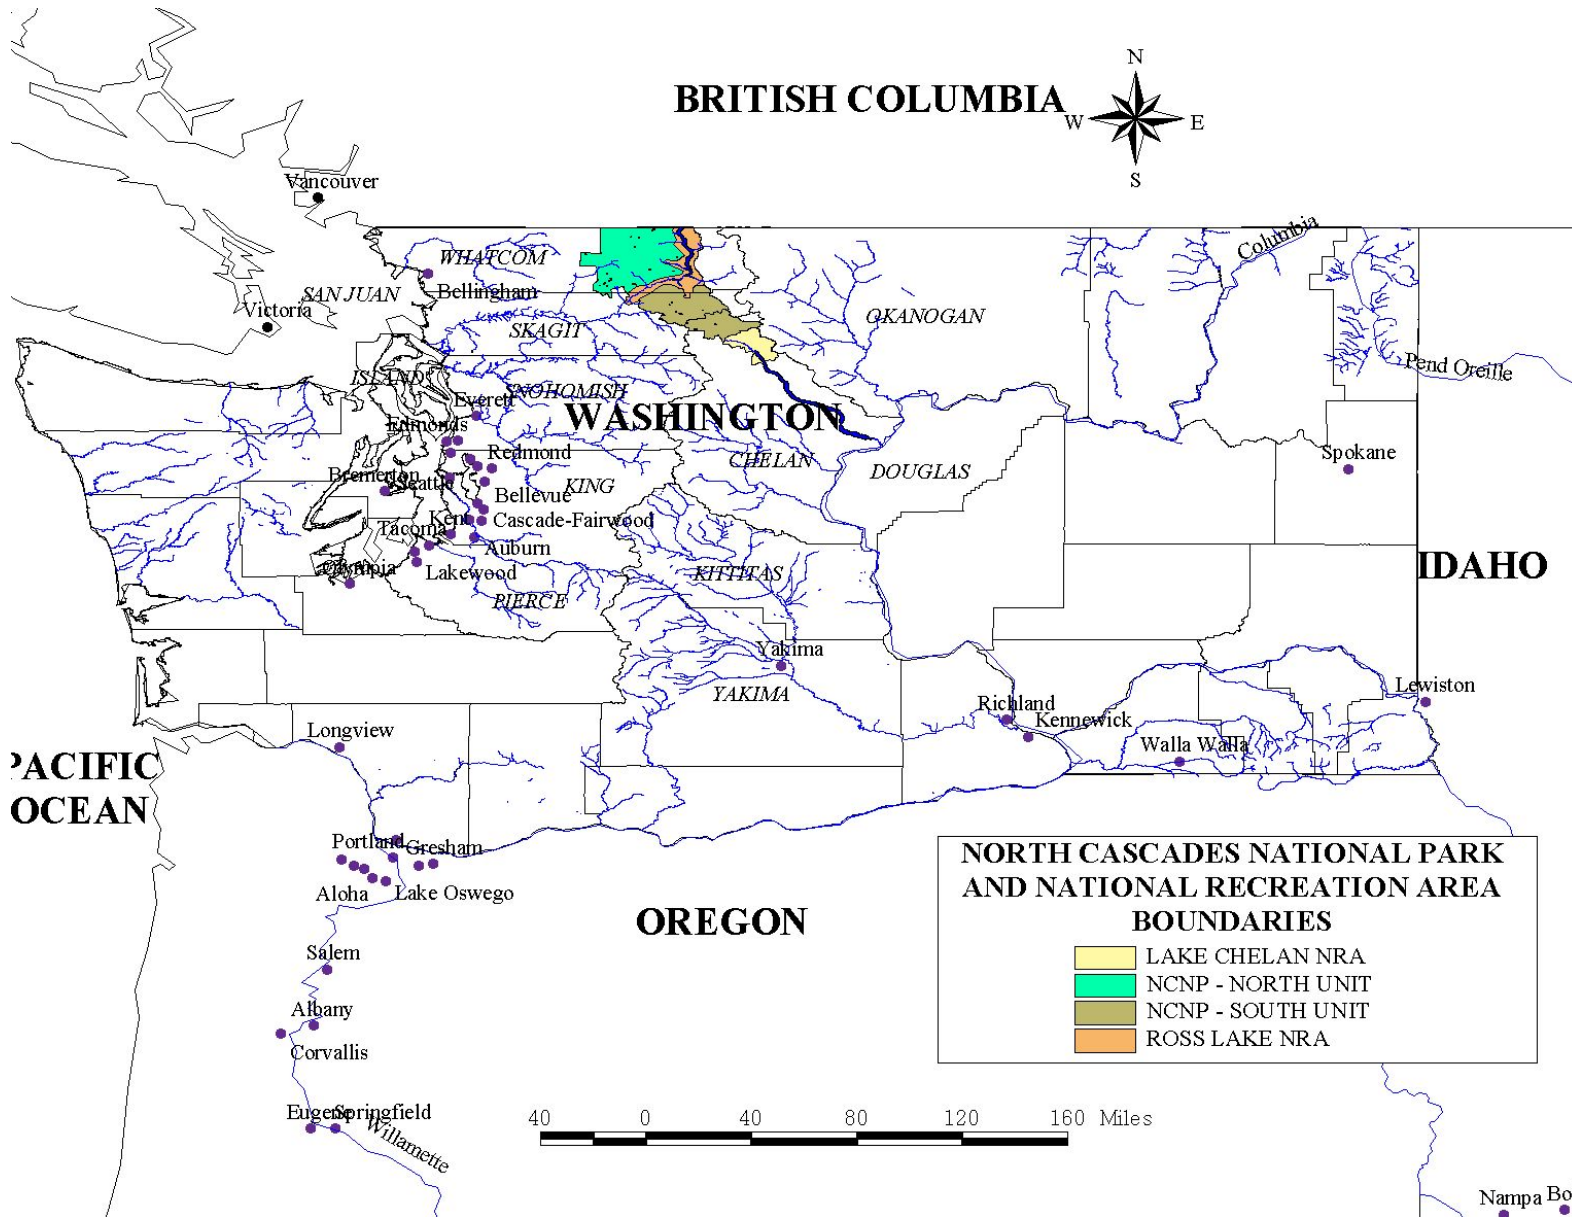 N
BRITISH COLUMBIA
W
E
S
Vancouver
Columbia
WHATCOM
Bellingham
SAN JUAN
Victoria
SKAGIT
OKANOGAN
Pend Oreille
ISLAND
SNOHOMISH
Everett
WASHINGTON
Edmonds
Redmond
CHELAN
DOUGLAS
Spokane
Bremerton
Seattle
KING
Bellevue
Kent
Cascade-Fairwood
Tacoma
Auburn
Olympia
Lakewood
KITTITAS
IDAHO
PIERCE
Yakima
YAKIMA
Lewiston
Richland
Kennewick
Longview
Walla Walla
PACIFIC
OCEAN
Portland
Gresham
Aloha
Lake Oswego
OREGON
NORTH CASCADES NATIONAL PARK
AND NATIONAL RECREATION AREA
BOUNDARIES
LAKE CHELAN NRA
NCNP - NORTH UNIT
NCNP - SOUTH UNIT
ROSS LAKE NRA
Salem
Albany
Corvallis
Eugene
Springfield
Willamette
40 0 40 80 120 160 Miles
Nampa
Bo